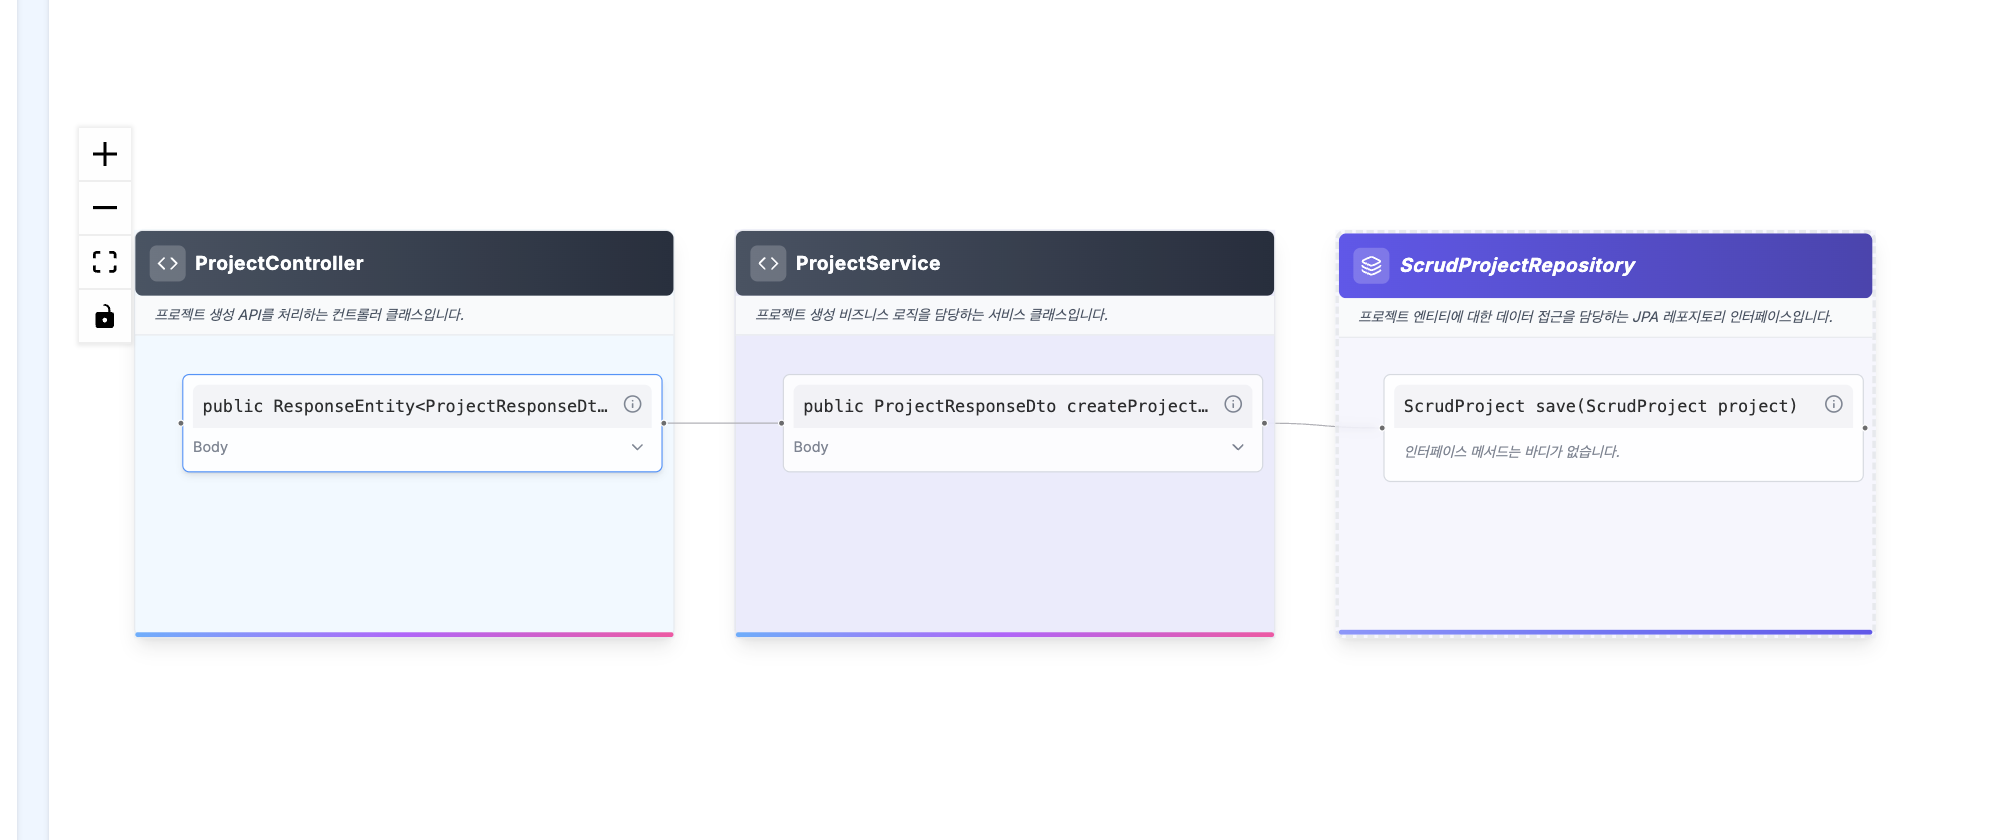 ProjectController
프로젝트 생성 API를 처리하는 컨트롤러 클래스입니다.
public ResponseEntity<ProjectResponseDt…
Body
ProjectService
프로젝트 생성 비즈니스 로직을 담당하는 서비스 클래스입니다.
public ProjectResponseDto createProject…
Body
ScrudProjectRepository
프로젝트 엔티티에 대한 데이터 접근을 담당하는 JPA 레포지토리 인터페이스입니다.
ScrudProject save(ScrudProject project)
인터페이스 메서드는 바디가 없습니다.